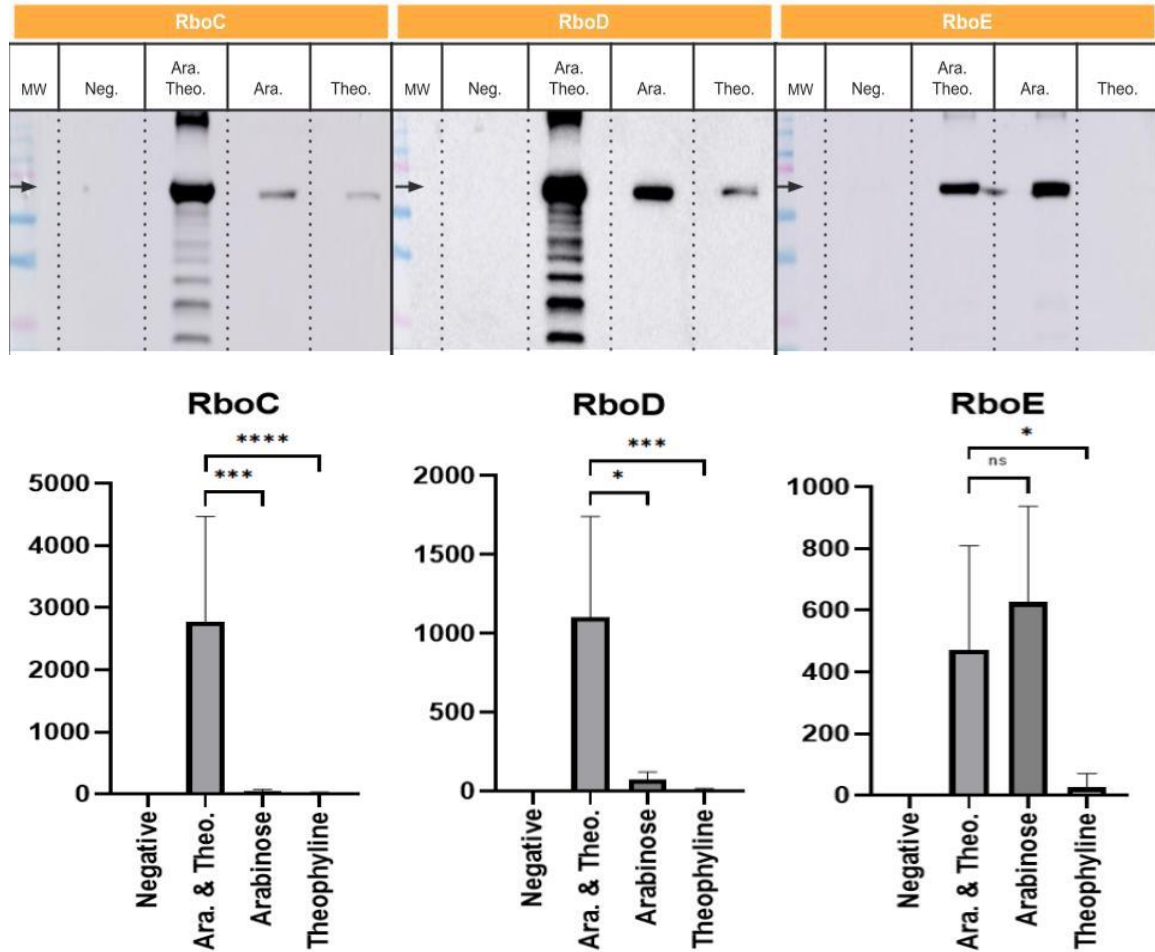 RboC RboD RboE
MW Neg. Ara. Theo. Ara. Theo. MW Neg. Ara. Theo. Ara. Theo. MW Neg. Ara. Theo. Ara. Theo.
RboC
****
***
5000
4000
3000
2000
1000
0
Negative
Ara. & Theo.
Arabinose
Theophyline
RboD
***
*
2000
1500
1000
500
0
Negative
Ara. & Theo.
Arabinose
Theophyline
RboE
*
ns
1000
800
600
400
200
0
Negative
Ara. & Theo.
Arabinose
Theophyline